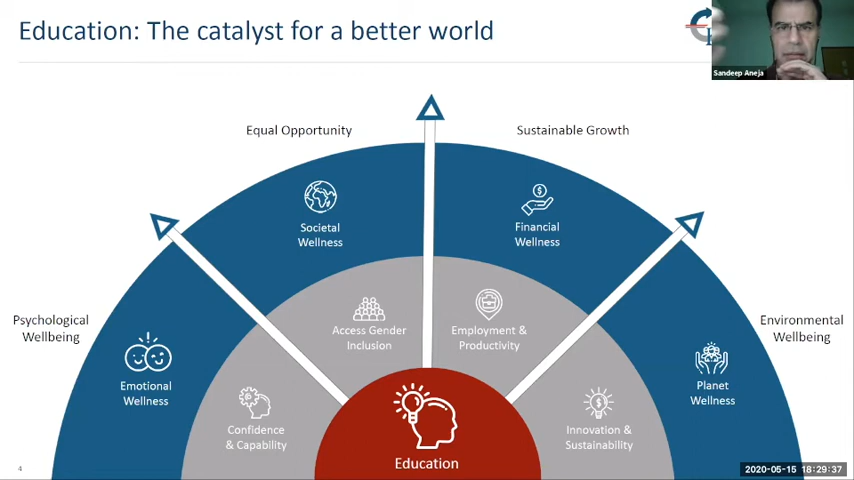 Education: The catalyst for a better world
Sandeep Aneja
Equal Opportunity
Sustainable Growth
Societal
Wellness
Financial
Wellness
Psychological
Wellbeing
Environmental
Wellbeing
Access Gender
Inclusion
Employment &
Productivity
Emotional
Wellness
Planet
Wellness
Confidence
& Capability
Innovation &
Sustainability
Education
4
2020-05-15 18:29:37